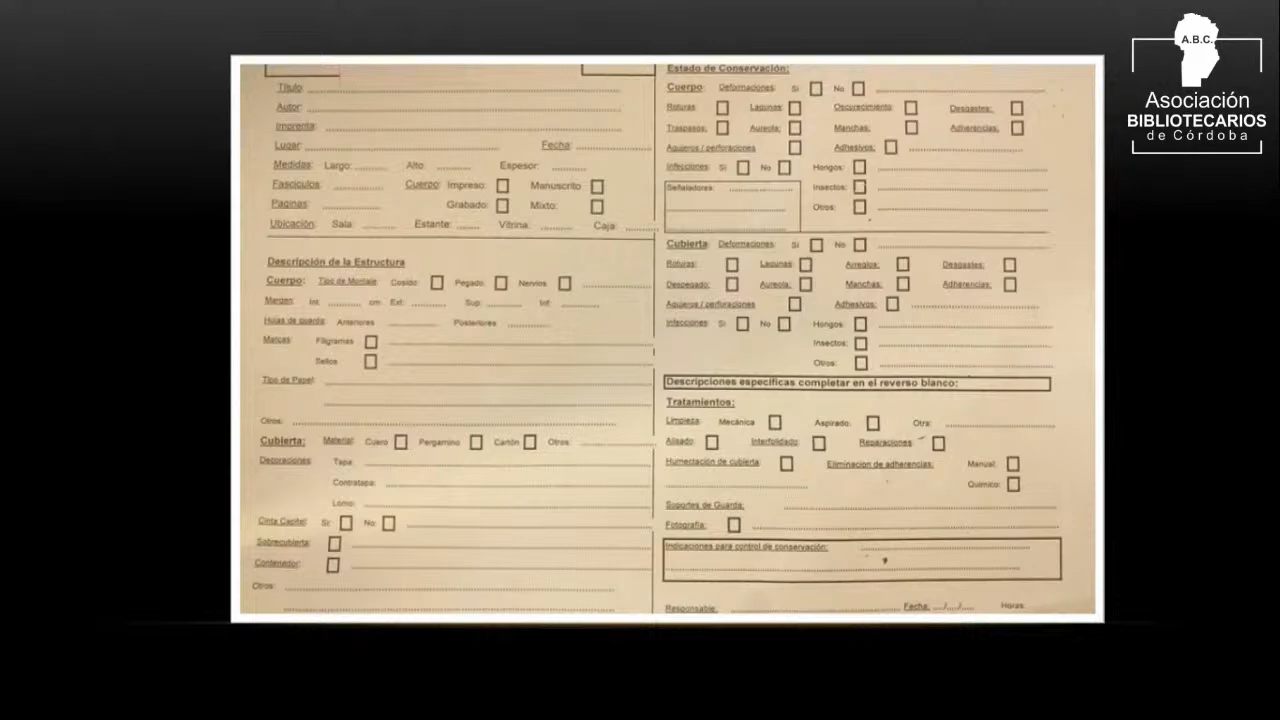 A.B.C.
Asociación
BIBLIOTECARIOS
de Córdoba
Título:
Autor:
Imprenta:
Lugar: Fecha:
Medidas: Largo: Alto: Espesor:
Fascículos Cuerpo: Impreso: Manuscrito
Páginas: Grabado: Mixto:
Ubicación: Sala: Estante: Vitrina: Caja:
Descripción de la Estructura
Cuerpo: Tipo de Montaje: Cosido Pegado: Nervios
Margen: Int: cm: Ext: Sup: Inf:
Hojas de guarda: Anteriores Posteriores
Marcas: Filigramas
Sellos
Tipo de Papel:
Otros:
Cubierta: Material: Cuero Pergamino Cartón Otros:
Decoraciones: Tapa:
Contratapa:
Lomo:
Cinta Capitel: Si: No:
Sobrecubierta:
Contenedor:
Otros:
Estado de Conservación:
Cuerpo: Deformaciones: Si No
Roturas Lagunas: Oscurecimiento: Desgastes:
Traspasos: Aureola: Manchas: Adherencias:
Agujeros / perforaciones Adhesivos:
Infecciones: Si No Hongos:
Señaladores: Insectos:
Otros:
Cubierta: Deformaciones: Si No
Roturas: Lagunas: Arreglos: Desgastes:
Despegado: Aureola: Manchas: Adherencias:
Agujeros / perforaciones Adhesivos:
Infecciones: Si No Hongos:
Insectos:
Otros:
Descripciones específicas completar en el reverso blanco:
Tratamientos:
Limpieza: Mecánica Aspirado: Otra:
Alisado: Interfoliado: Reparaciones
Humectación de cubierta: Eliminacion de adherencias: Manual:
Químico:
Soportes de Guarda:
Fotografía:
Indicaciones para control de conservación:
Responsable: Fecha: .../.../... Horas: